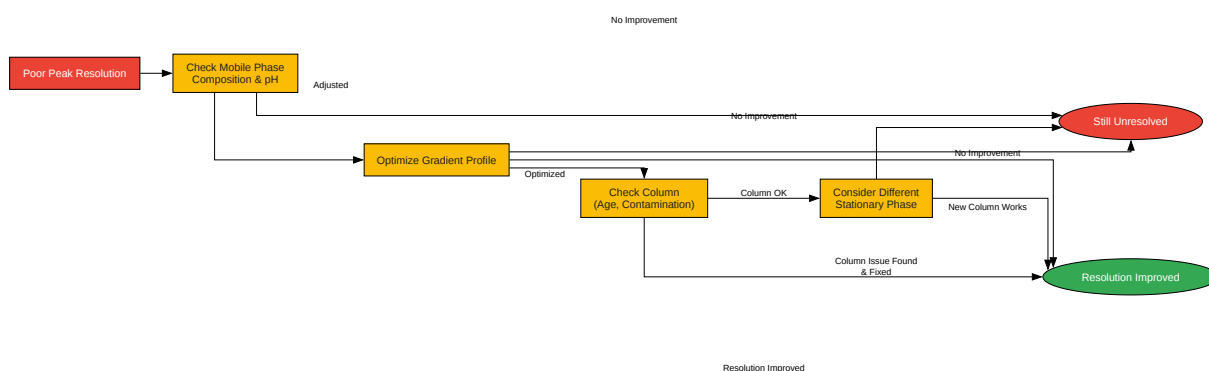 No Improvement
Poor Peak Resolution
Check Mobile Phase
Composition & pH
Adjusted
No Improvement
Still Unresolved
Optimize Gradient Profile
No Improvement
Optimized
Check Column
(Age, Contamination)
Column OK
Consider Different
Stationary Phase
New Column Works
Column Issue Found
& Fixed
Resolution Improved
Resolution Improved